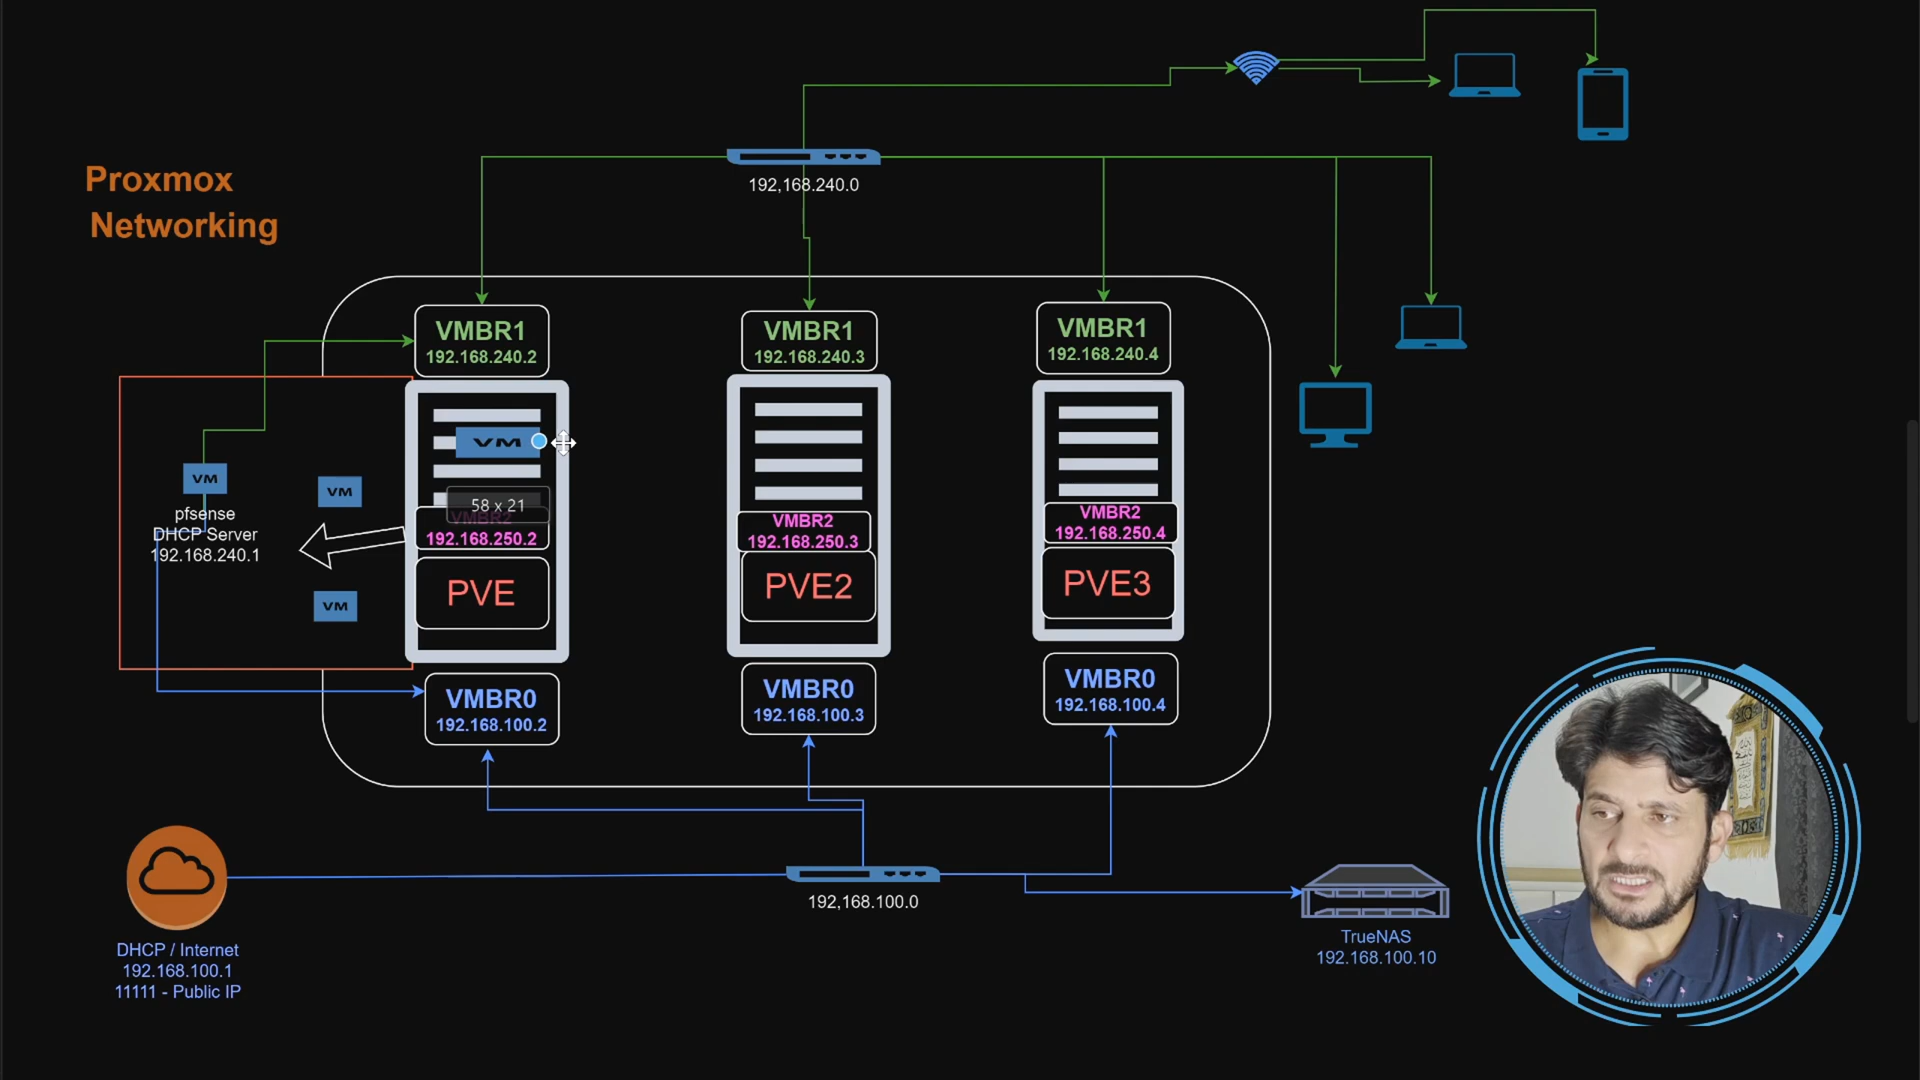 Proxmox
Networking
192,168.240.0
VMBR1
192.168.240.2
VMBR1
192.168.240.3
VMBR1
192.168.240.4
VM
VM
VM
VM
pfsense
DHCP Server
192.168.240.1
58 x 21
VMBR2
192.168.250.2
VMBR2
192.168.250.3
VMBR2
192.168.250.4
PVE
PVE2
PVE3
VMBR0
192.168.100.2
VMBR0
192.168.100.3
VMBR0
192.168.100.4
192,168.100.0
DHCP / Internet
192.168.100.1
11111 - Public IP
TrueNAS
192.168.100.10